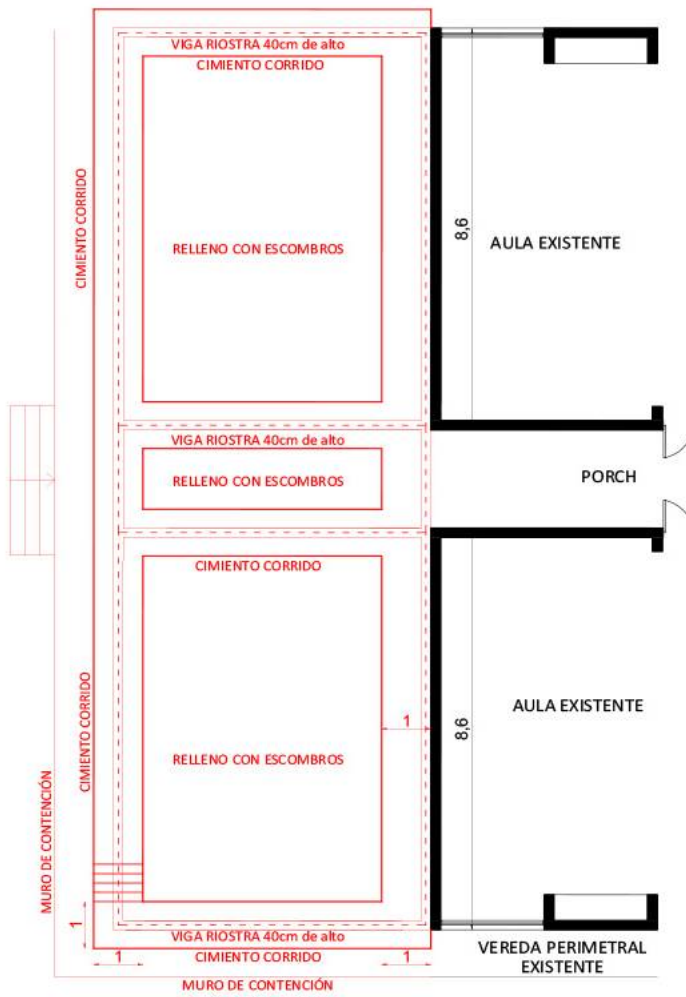 VIGA RIOSTRA 40cm de alto
CIMIENTO CORRIDO
CIMIENTO CORRIDO
RELLENO CON ESCOMBROS
8,6
AULA EXISTENTE
VIGA RIOSTRA 40cm de alto
RELLENO CON ESCOMBROS
PORCH
CIMIENTO CORRIDO
CIMIENTO CORRIDO
1
8,6
AULA EXISTENTE
RELLENO CON ESCOMBROS
MURO DE CONTENCIÓN
1
VIGA RIOSTRA 40cm de alto
1
CIMIENTO CORRIDO
1
VEREDA PERIMETRAL
EXISTENTE
MURO DE CONTENCIÓN